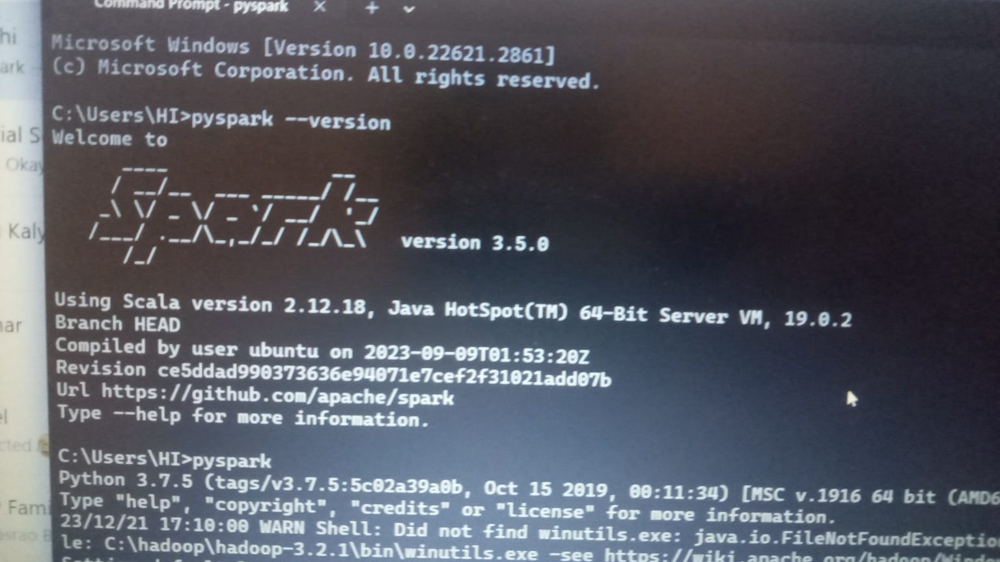 Command Prompt - pyspark
Microsoft Windows [Version 10.0.22621.2861]
(c) Microsoft Corporation. All rights reserved.
C:\Users\HI>pyspark --version
Welcome to
      ____              __
     / __/__  ___ _____/ /__
    _\ \/ _ \/ _ `/ __/  '_/
   /___/ .__/\_,_/_/ /_/\_\   version 3.5.0
      /_/
Using Scala version 2.12.18, Java HotSpot(TM) 64-Bit Server VM, 19.0.2
Branch HEAD
Compiled by user ubuntu on 2023-09-09T01:53:20Z
Revision ce5ddad990373636e94071e7cef2f31021add07b
Url https://github.com/apache/spark
Type --help for more information.
C:\Users\HI>pyspark
Python 3.7.5 (tags/v3.7.5:5c02a39a0b, Oct 15 2019, 00:11:34) [MSC v.1916 64 bit (AMD6
Type "help", "copyright", "credits" or "license" for more information.
23/12/21 17:10:00 WARN Shell: Did not find winutils.exe: java.io.FileNotFoundExceptio
le: C:\hadoop\hadoop-3.2.1\bin\winutils.exe -see https://wiki.apache.org/hadoop/
hi
ark
ial S
Okay
Kaly
mar
el
cted
Fami
asrao B